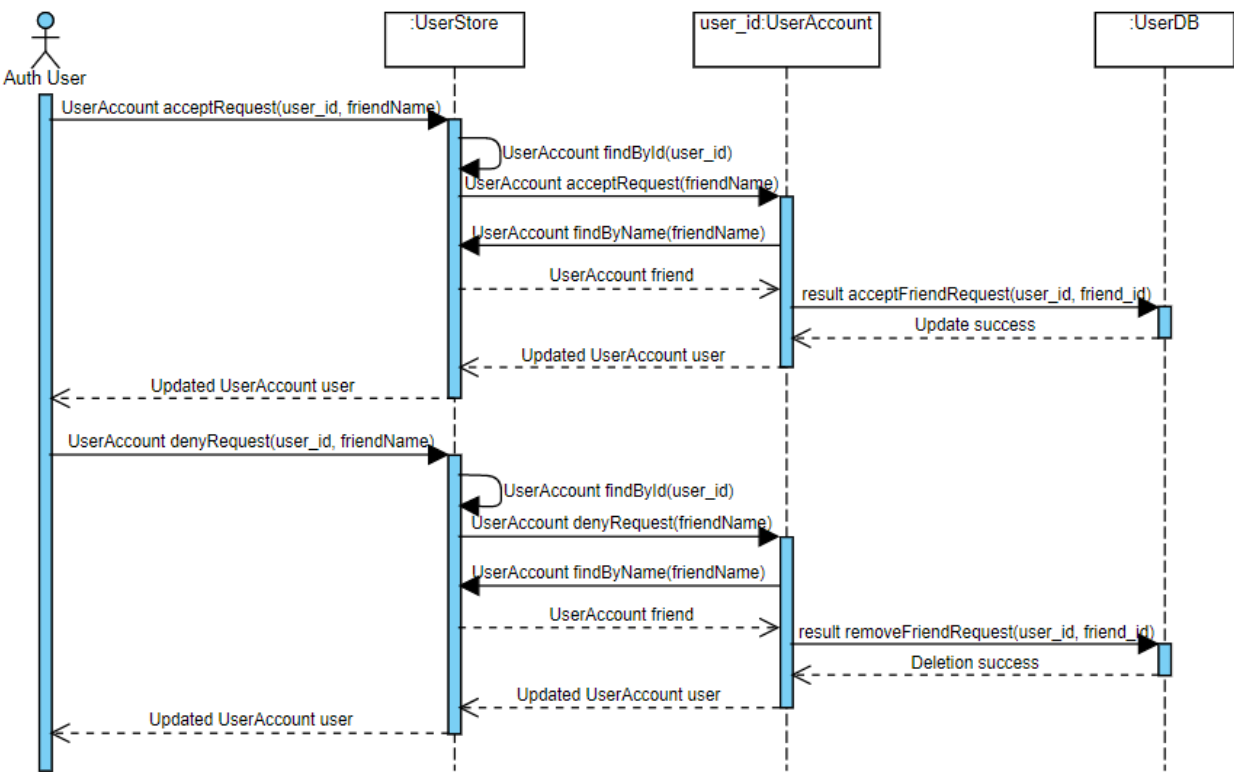 :UserStore
user_id:UserAccount
:UserDB
Auth User
UserAccount acceptRequest(user_id, friendName)
UserAccount findById(user_id)
UserAccount acceptRequest(friendName)
UserAccount findByName(friendName)
UserAccount friend
result acceptFriendRequest(user_id, friend_id)
Update success
Updated UserAccount user
Updated UserAccount user
UserAccount denyRequest(user_id, friendName)
UserAccount findById(user_id)
UserAccount denyRequest(friendName)
UserAccount findByName(friendName)
UserAccount friend
result removeFriendRequest(user_id, friend_id)
Deletion success
Updated UserAccount user
Updated UserAccount user